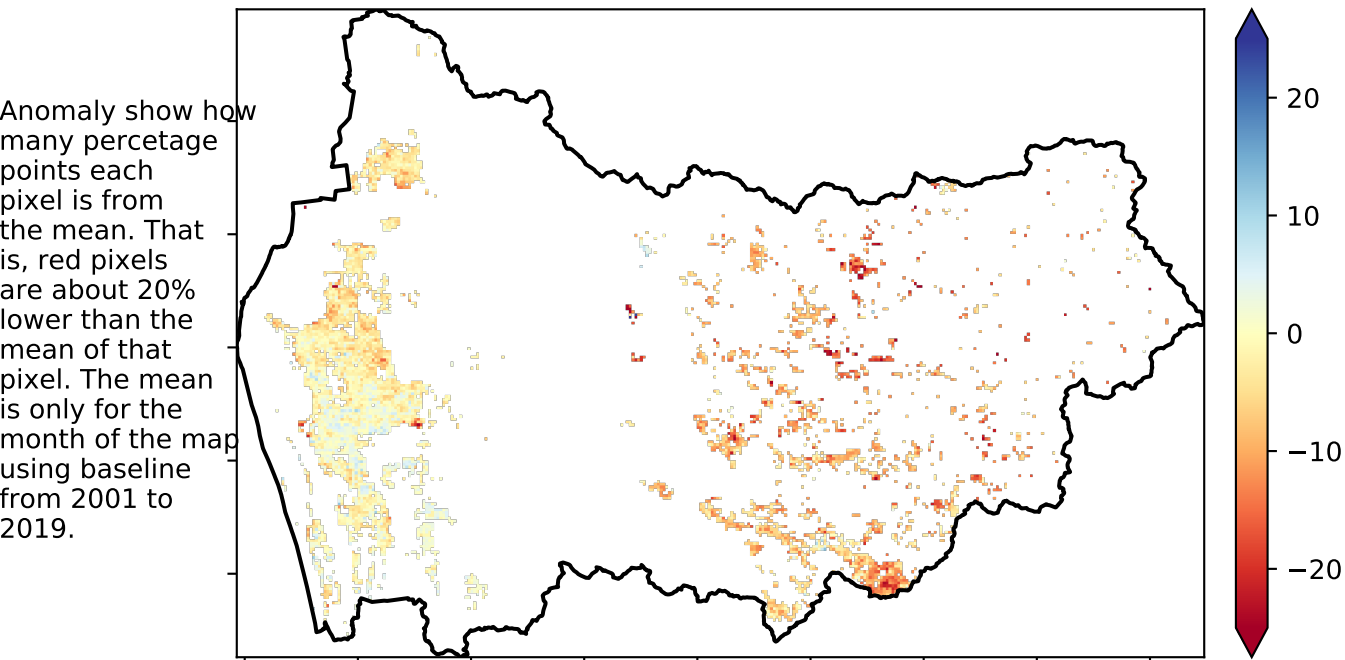 Anomaly show how
many percetage
points each
pixel is from
the mean. That
is, red pixels
are about 20%
lower than the
mean of that
pixel. The mean
is only for the
month of the map
using baseline
from 2001 to
2019.
20
10
0
−10
−20